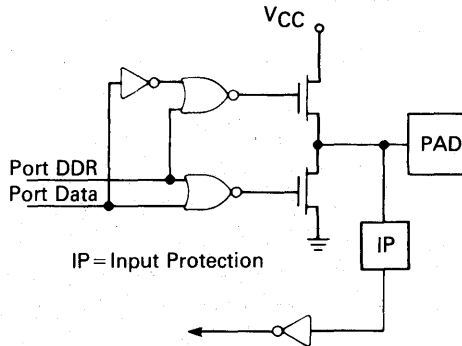 VCC
PAD
Port DDR
Port Data
IP
IP=Input Protection